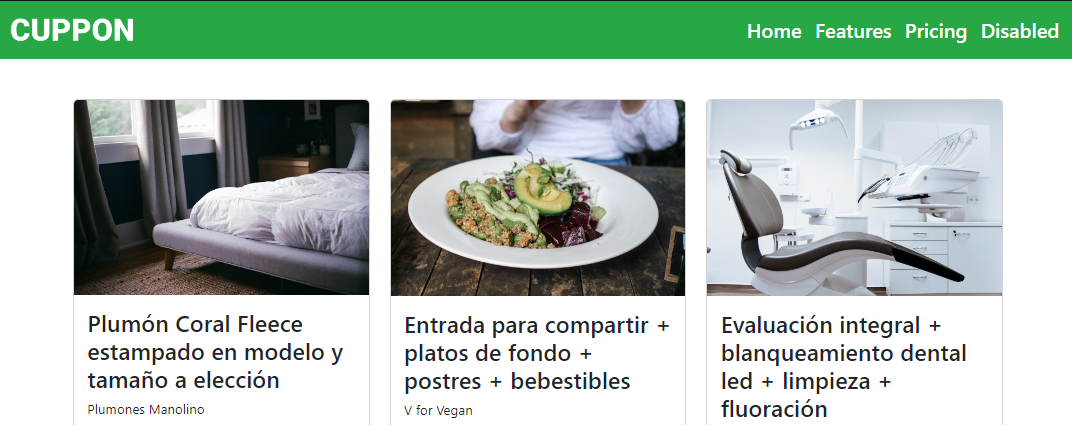 CUPPON
Home Features Pricing Disabled
Plumón Coral Fleece
estampado en modelo y
tamaño a elección
Plumones Manolino
Entrada para compartir +
platos de fondo +
postres + bebestibles
V for Vegan
Evaluación integral +
blanqueamiento dental
led + limpieza +
fluoración